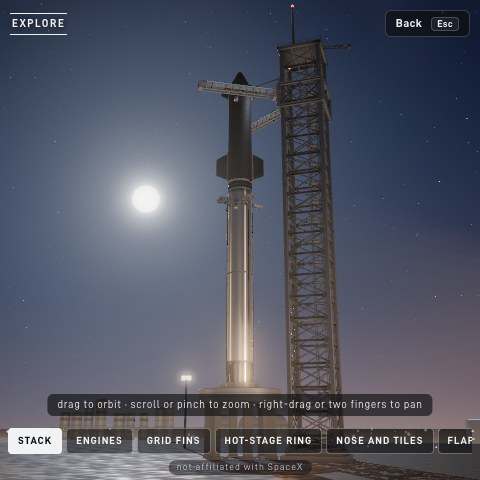 EXPLORE
Back Esc
drag to orbit · scroll or pinch to zoom · right-drag or two fingers to pan
STACK ENGINES GRID FINS HOT-STAGE RING NOSE AND TILES FLAP
not affiliated with SpaceX